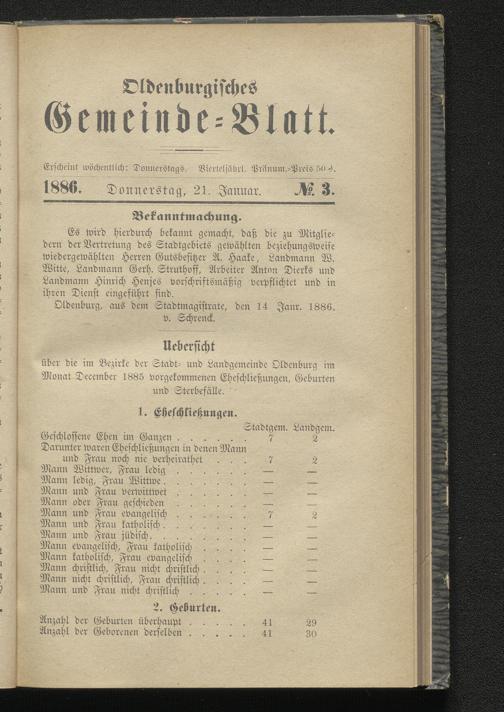 Oldenburgisches
Gemeinde-Blatt.
Erscheint wöchentlich: Donnerstags. Vierteljährl. Pränum.-Preis 50 ₰.
1886. Donnerstag, 21. Januar. № 3.
Bekanntmachung.
Es wird hierdurch bekannt gemacht, daß die zu Mitglie-
dern der Vertretung des Stadtgebiets gewählten beziehungsweise
wiedergewählten Herren Gutsbesitzer A. Haake, Landmann W.
Witte, Landmann Gerh. Struthoff, Arbeiter Anton Dierks und
Landmann Hinrich Henjes vorschriftsmäßig verpflichtet und in
ihren Dienst eingeführt sind.
Oldenburg, aus dem Stadtmagistrate, den 14 Janr. 1886.
v. Schrenck.
Uebersicht
über die im Bezirke der Stadt- und Landgemeinde Oldenburg im
Monat December 1885 vorgekommenen Eheschließungen, Geburten
und Sterbefälle.
1. Eheschließungen.
Stadtgem. Landgem.
Geschlossene Ehen im Ganzen . . . . . . 7 2
Darunter waren Eheschließungen in denen Mann
und Frau noch nie verheirathet . . . . 7 2
Mann Wittwer, Frau ledig . . . . . . — —
Mann ledig, Frau Wittwe . . . . . . . — —
Mann und Frau verwittwet . . . . . . — —
Mann oder Frau geschieden . . . . . . — —
Mann und Frau evangelisch . . . . . . 7 2
Mann und Frau katholisch . . . . . . . — —
Mann und Frau jüdisch . . . . . . . . — —
Mann evangelisch, Frau katholisch . . . . — —
Mann katholisch, Frau evangelisch . . . . — —
Mann christlich, Frau nicht christlich . . . . — —
Mann nicht christlich, Frau christlich . . . . — —
Mann und Frau nicht christlich . . . . . — —
2. Geburten.
Anzahl der Geburten überhaupt . . . . . 41 29
Anzahl der Geborenen derselben . . . . . 41 30